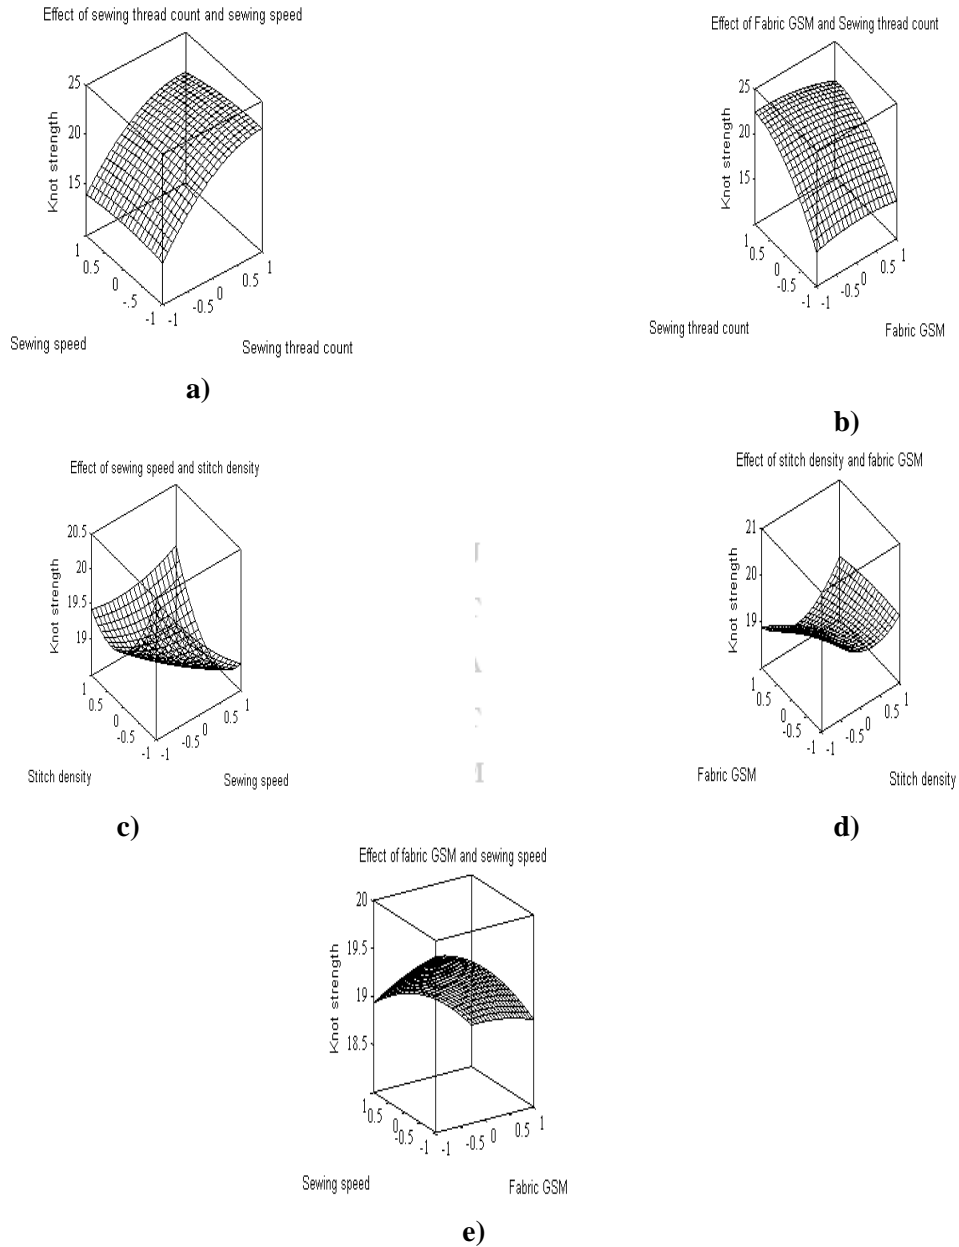 Effect of sewing thread count and sewing speed
25
20
15
Knot strength
1
0.5
0
-.5
-1
-1
-0.5
0
0.5
1
Sewing speed
Sewing thread count
a)
Effect of Fabric GSM and Sewing thread count
25
20
15
Knot strength
1
0.5
0
-0.5
-1
-1
-0.5
0
0.5
1
Sewing thread count
Fabric GSM
b)
Effect of sewing speed and stitch density
20.5
20
19.5
19
Knot strength
1
0.5
0
-0.5
-1
-1
-0.5
0
0.5
1
Stitch density
Sewing speed
c)
Effect of stitch density and fabric GSM
21
20
19
Knot strength
1
0.5
0
-0.5
-1
-1
-0.5
0
0.5
1
Fabric GSM
Stitch density
d)
Effect of fabric GSM and sewing speed
20
19.5
19
18.5
Knot strength
1
0.5
0
-0.5
-1
-1
-0.5
0
0.5
1
Sewing speed
Fabric GSM
e)